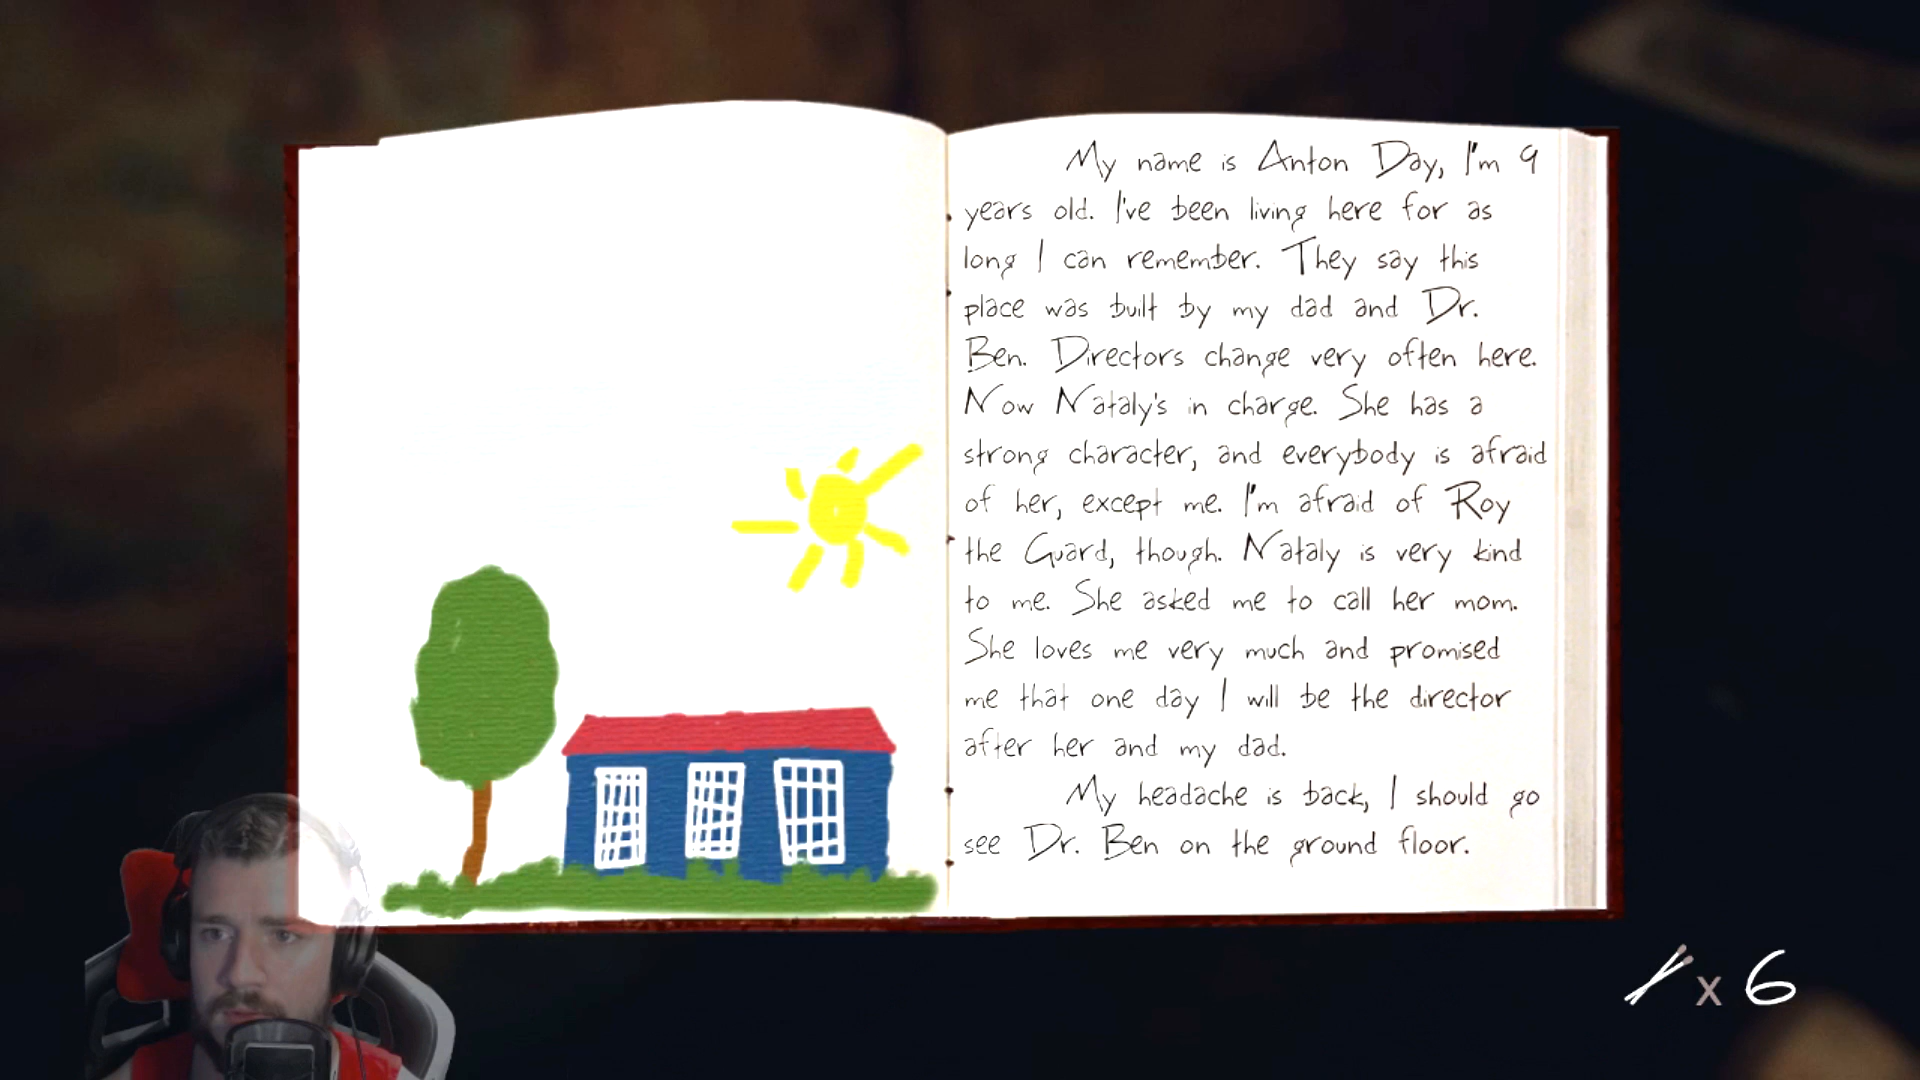 My name is Anton Day, I'm 9
years old. I've been living here for as
long I can remember. They say this
place was built by my dad and Dr.
Ben. Directors change very often here.
Now Nataly's in charge. She has a
strong character, and everybody is afraid
of her, except me. I'm afraid of Roy
the Guard, though. Nataly is very kind
to me. She asked me to call her mom.
She loves me very much and promised
me that one day I will be the director
after her and my dad.
My headache is back, I should go
see Dr. Ben on the ground floor.
x 6